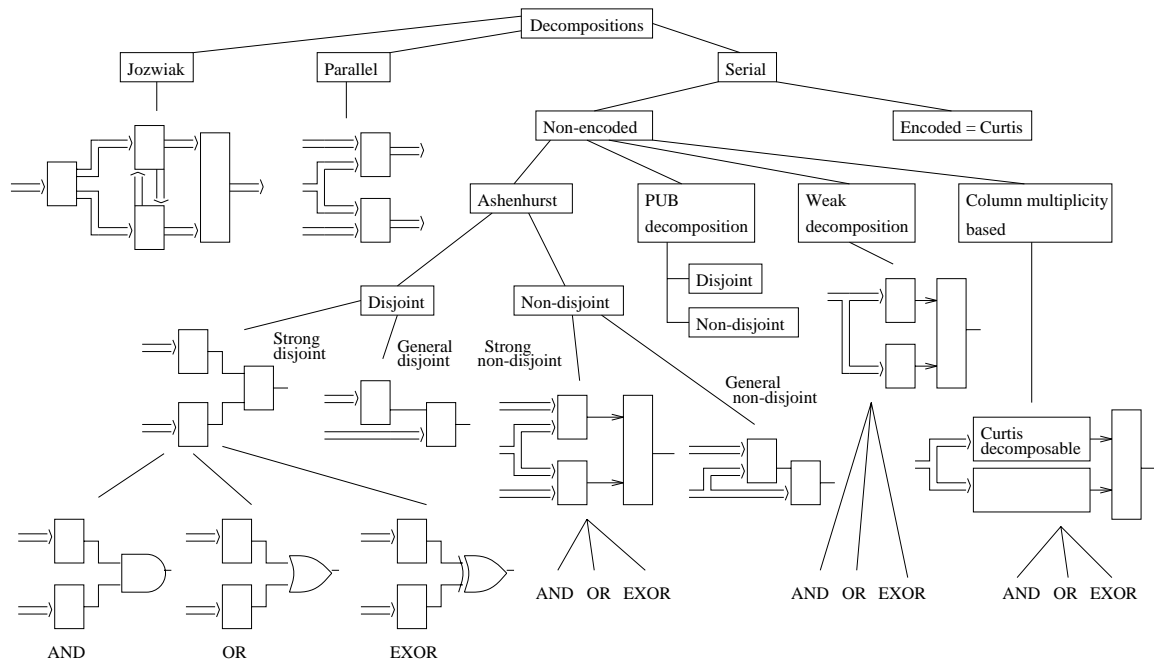 Decompositions
Jozwiak
Parallel
Serial
Non-encoded
Encoded = Curtis
Ashenhurst
PUB
decomposition
Weak
decomposition
Column multiplicity
based
Disjoint
Non-disjoint
Disjoint
Non-disjoint
Strong
disjoint
General
disjoint
Strong
non-disjoint
General
non-disjoint
Curtis
decomposable
AND OR EXOR
AND OR EXOR
AND OR EXOR
AND
OR
EXOR